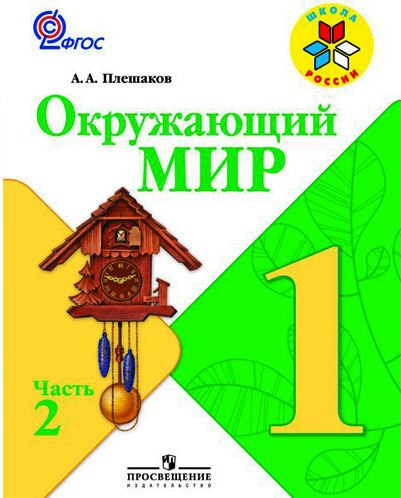 ФГОС
ШКОЛА
РОССИИ
А. А. Плешаков
Окружающий
МИР
1
Часть
2
ПРОСВЕЩЕНИЕ
ИЗДАТЕЛЬСТВО